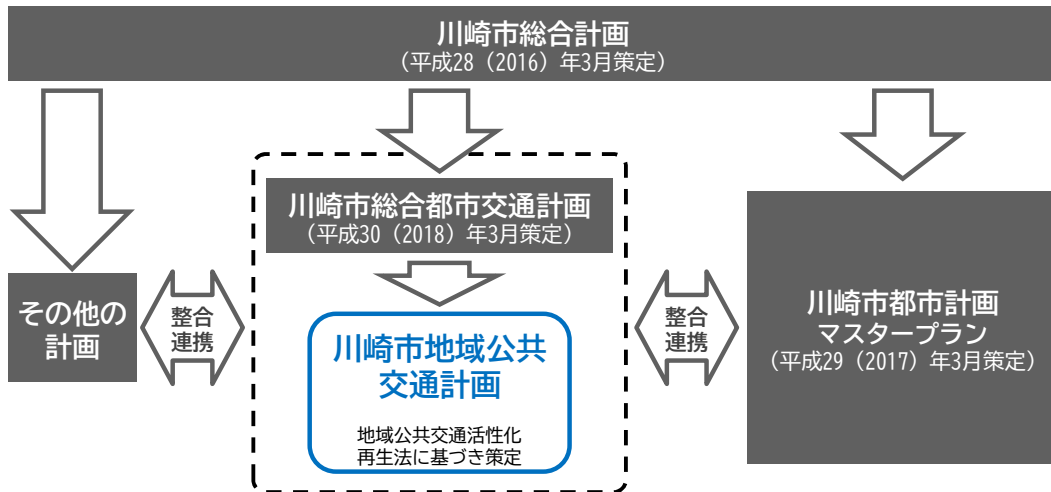 川崎市総合計画
（平成28（2016）年3月策定）
川崎市総合都市交通計画
（平成30（2018）年3月策定）
その他の
計画
整合
連携
川崎市地域公共
交通計画
地域公共交通活性化
再生法に基づき策定
整合
連携
川崎市都市計画
マスタープラン
（平成29（2017）年3月策定）